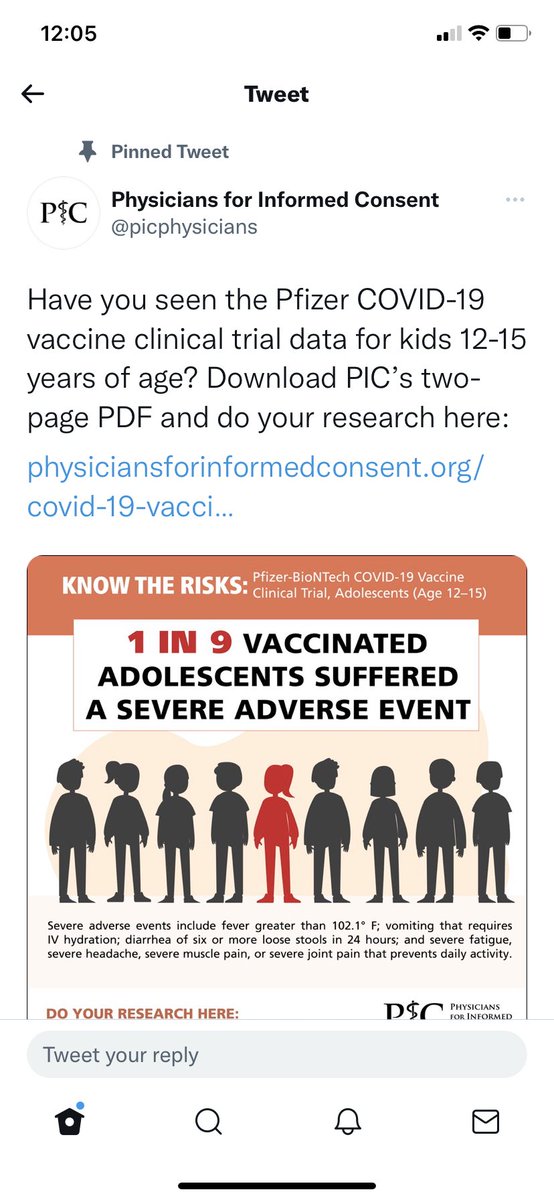 12:05
Tweet
Pinned Tweet
P$C
Physicians for Informed Consent
@picphysicians
Have you seen the Pfizer COVID-19
vaccine clinical trial data for kids 12-15
years of age? Download PIC’s two-
page PDF and do your research here:
physiciansforinformedconsent.org/
covid-19-vacci...
KNOW THE RISKS: Pfizer-BioNTech COVID-19 Vaccine
Clinical Trial, Adolescents (Age 12–15)
1 IN 9 VACCINATED
ADOLESCENTS SUFFERED
A SEVERE ADVERSE EVENT
Severe adverse events include fever greater than 102.1° F; vomiting that requires
IV hydration; diarrhea of six or more loose stools in 24 hours; and severe fatigue,
severe headache, severe muscle pain, or severe joint pain that prevents daily activity.
DO YOUR RESEARCH HERE:
P$C PHYSICIANS
FOR INFORMED
Tweet your reply